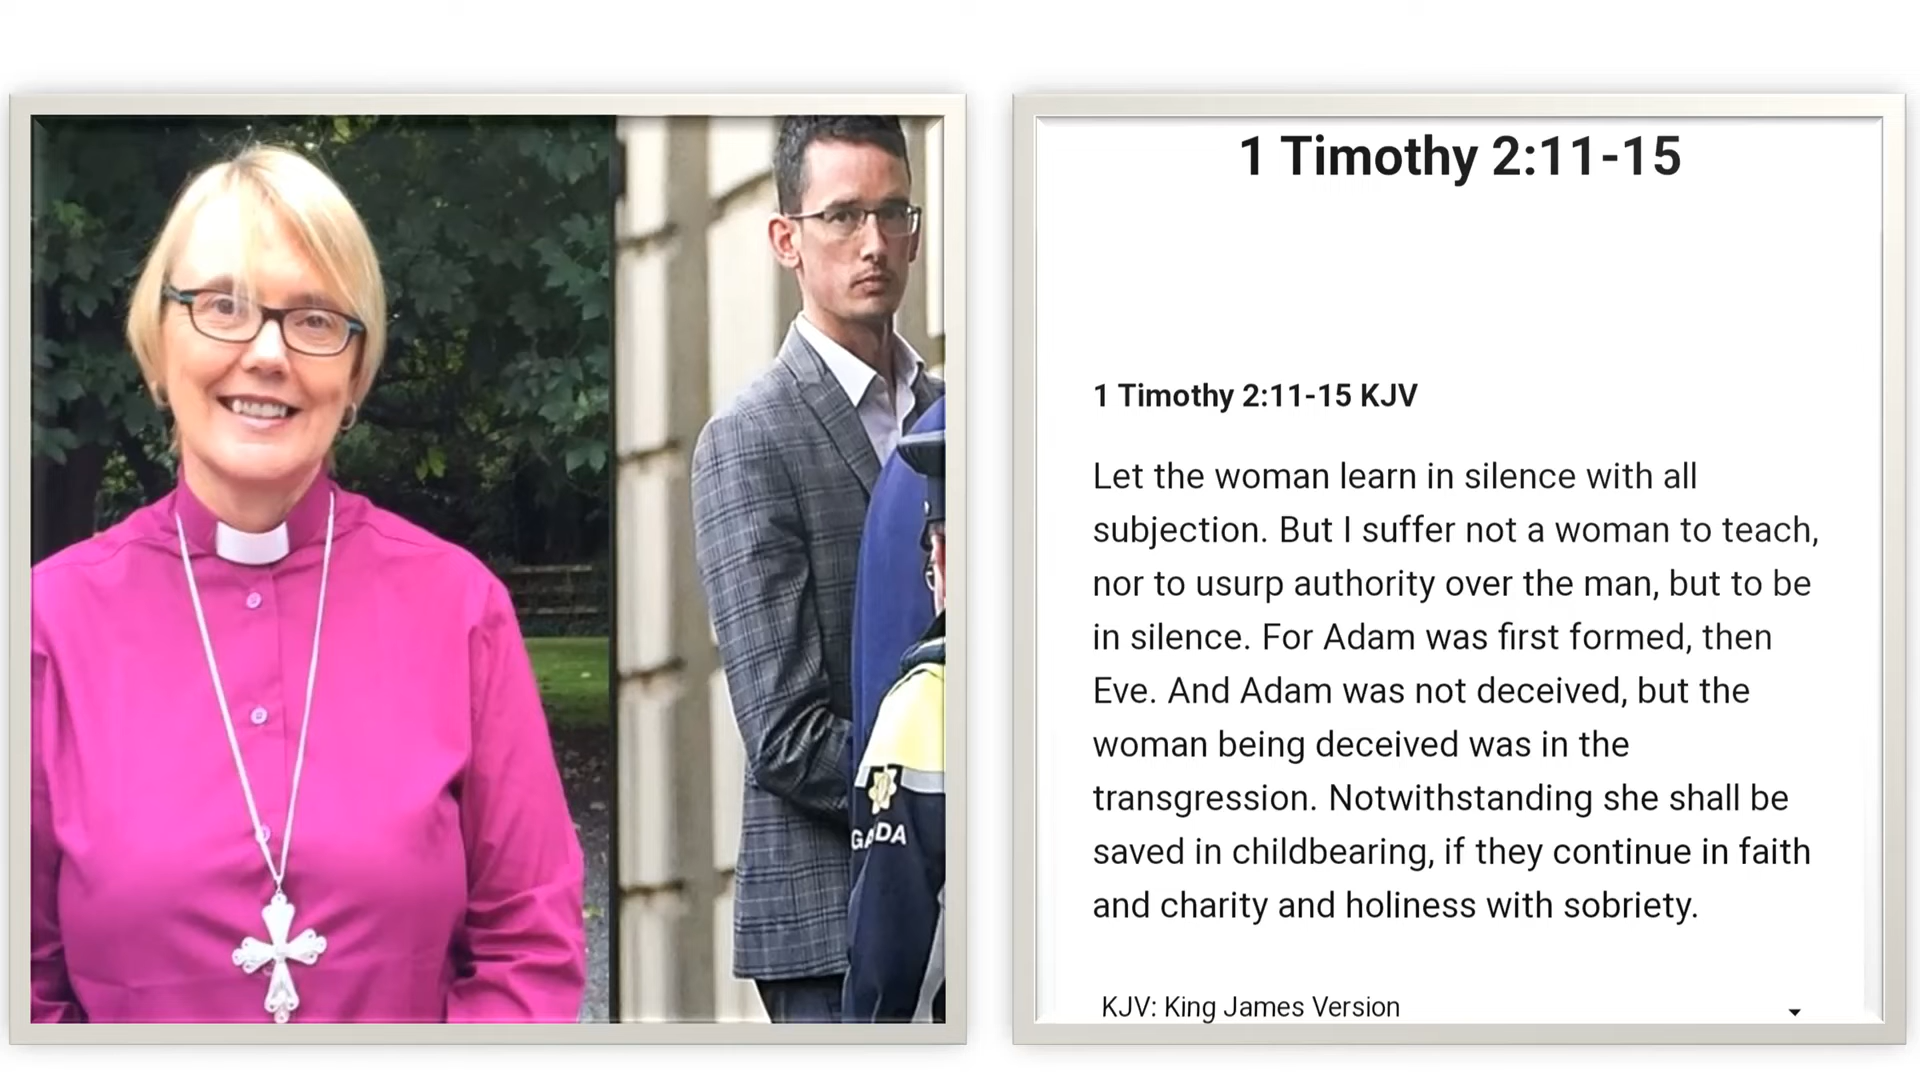 1 Timothy 2:11-15
1 Timothy 2:11-15 KJV
Let the woman learn in silence with all
subjection. But I suffer not a woman to teach,
nor to usurp authority over the man, but to be
in silence. For Adam was first formed, then
Eve. And Adam was not deceived, but the
woman being deceived was in the
transgression. Notwithstanding she shall be
saved in childbearing, if they continue in faith
and charity and holiness with sobriety.
KJV: King James Version
GARDA